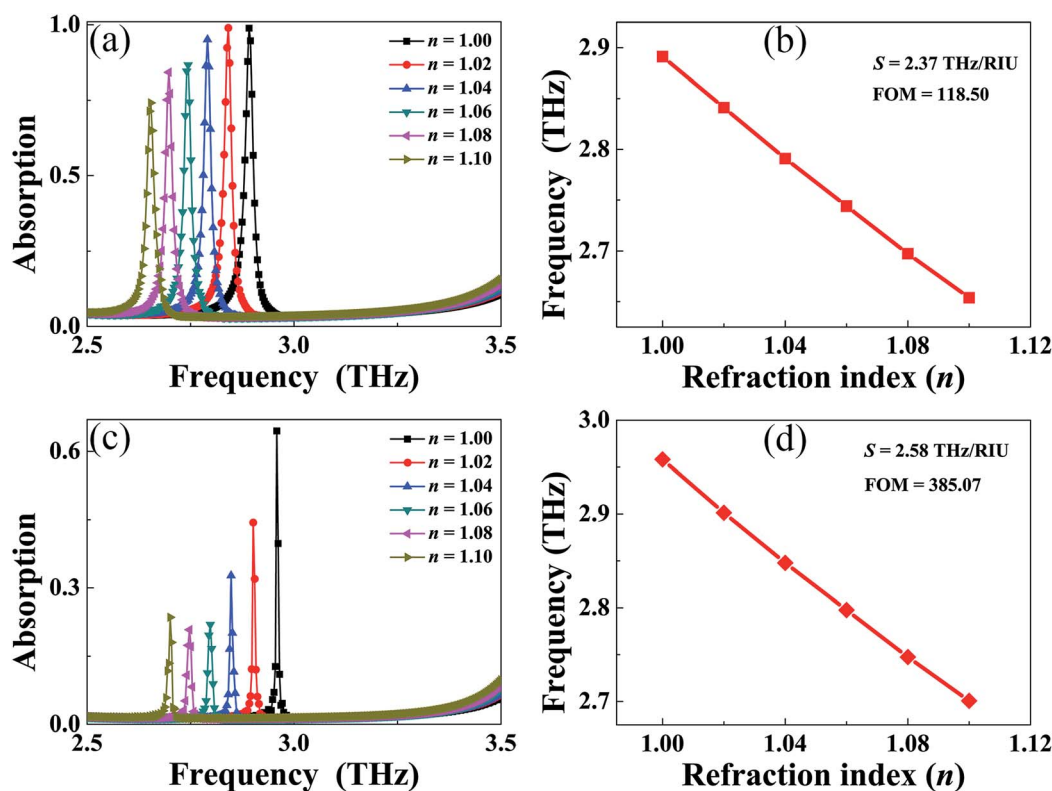 (a)
n = 1.00
n = 1.02
n = 1.04
n = 1.06
n = 1.08
n = 1.10
1.0
0.5
0.0
Absorption
2.5 3.0 3.5
Frequency (THz)
(b)
S = 2.37 THz/RIU
FOM = 118.50
2.9
2.8
2.7
Frequency (THz)
1.00 1.04 1.08 1.12
Refraction index (n)
(c)
n = 1.00
n = 1.02
n = 1.04
n = 1.06
n = 1.08
n = 1.10
0.6
0.3
0.0
Absorption
2.5 3.0 3.5
Frequency (THz)
(d)
S = 2.58 THz/RIU
FOM = 385.07
3.0
2.9
2.8
2.7
Frequency (THz)
1.00 1.04 1.08 1.12
Refraction index (n)